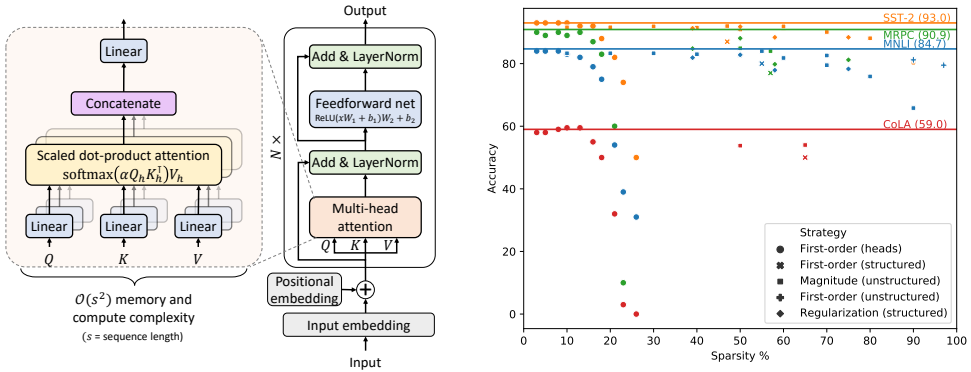 Linear
Concatenate
Scaled dot-product attention
softmax(αQ_hK_h^T)V_h
Linear
Linear
Linear
Q
K
V
O(s²) memory and
compute complexity
(s = sequence length)
Output
Add & LayerNorm
Feedforward net
ReLU(xW₁ + b₁)W₂ + b₂
N ×
Add & LayerNorm
Multi-head
attention
Q
K
V
Positional
embedding
+
Input embedding
Input
SST-2 (93.0)
MRPC (90.9)
MNLI (84.7)
CoLA (59.0)
Accuracy
80
60
40
20
0
Strategy
First-order (heads)
First-order (structured)
Magnitude (unstructured)
First-order (unstructured)
Regularization (structured)
0
10
20
30
40
50
60
70
80
90
100
Sparsity %